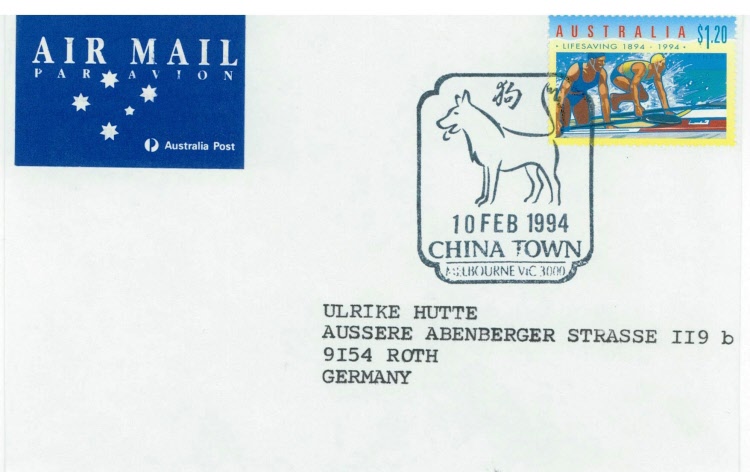 AIR MAIL
PAR AVION
Australia Post
AUSTRALIA $1.20
· LIFESAVING 1894 - 1994 ·
狗
10 FEB 1994
CHINA TOWN
MELBOURNE VIC 3000
ULRIKE HUTTE
AUSSERE ABENBERGER STRASSE II9 b
9I54 ROTH
GERMANY